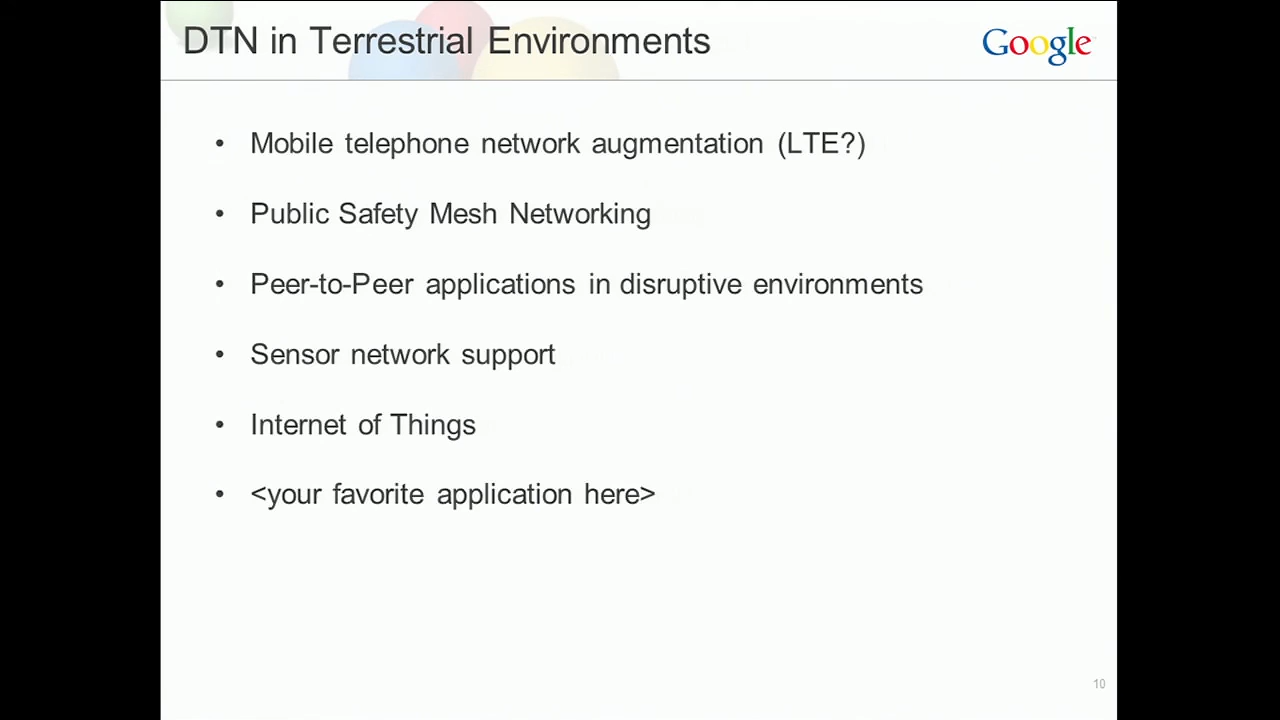 DTN in Terrestrial Environments
Google
• Mobile telephone network augmentation (LTE?)
• Public Safety Mesh Networking
• Peer-to-Peer applications in disruptive environments
• Sensor network support
• Internet of Things
• <your favorite application here>
10